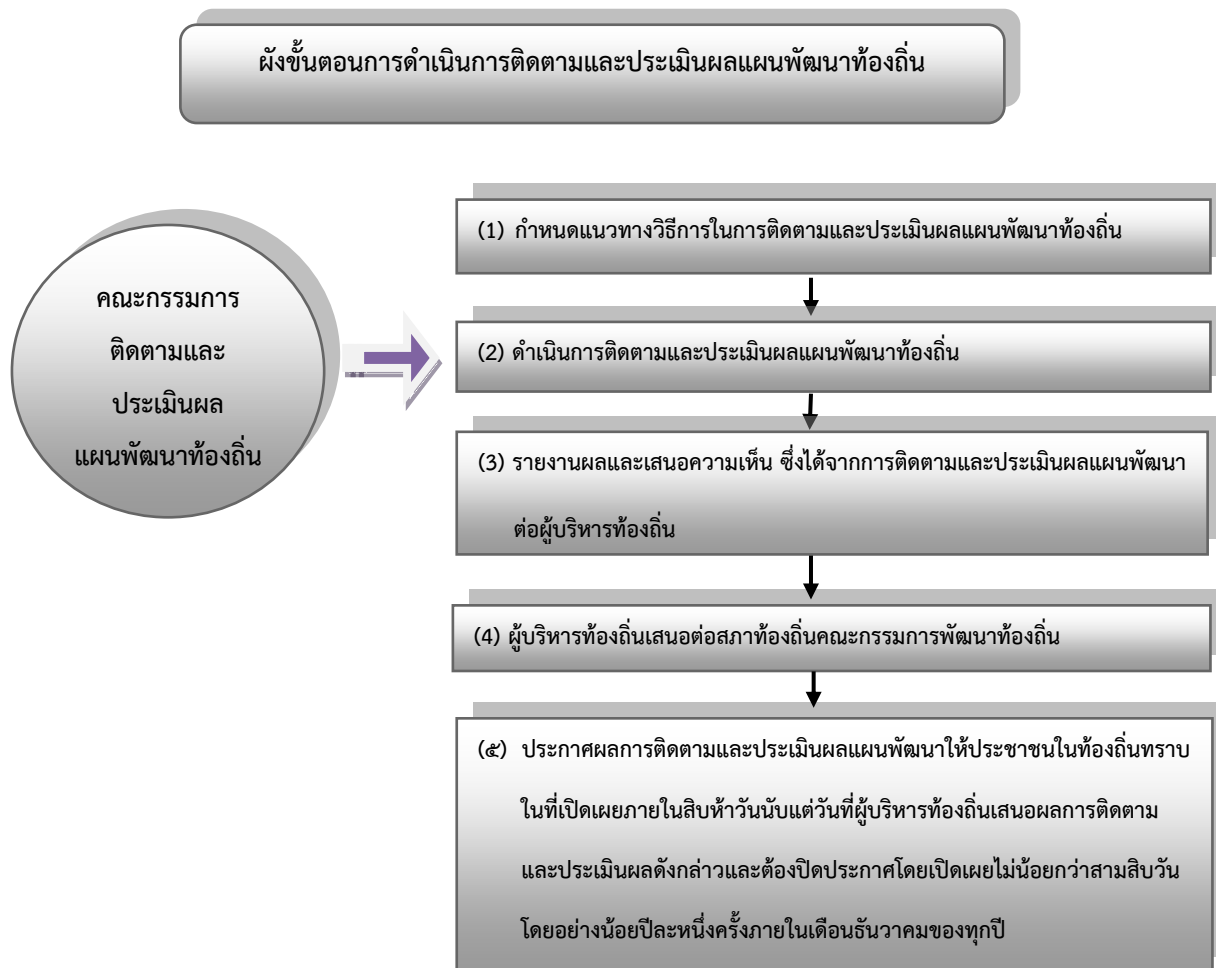 ผังขั้นตอนการดำเนินการติดตามและประเมินผลแผนพัฒนาท้องถิ่น
คณะกรรมการ
ติดตามและ
ประเมินผล
แผนพัฒนาท้องถิ่น
(1) กำหนดแนวทางวิธีการในการติดตามและประเมินผลแผนพัฒนาท้องถิ่น
(2) ดำเนินการติดตามและประเมินผลแผนพัฒนาท้องถิ่น
(3) รายงานผลและเสนอความเห็น ซึ่งได้จากการติดตามและประเมินผลแผนพัฒนา
ต่อผู้บริหารท้องถิ่น
(4) ผู้บริหารท้องถิ่นเสนอต่อสภาท้องถิ่นคณะกรรมการพัฒนาท้องถิ่น
(๕) ประกาศผลการติดตามและประเมินผลแผนพัฒนาให้ประชาชนในท้องถิ่นทราบ
ในที่เปิดเผยภายในสิบห้าวันนับแต่วันที่ผู้บริหารท้องถิ่นเสนอผลการติดตาม
และประเมินผลดังกล่าวและต้องปิดประกาศโดยเปิดเผยไม่น้อยกว่าสามสิบวัน
โดยอย่างน้อยปีละหนึ่งครั้งภายในเดือนธันวาคมของทุกปี